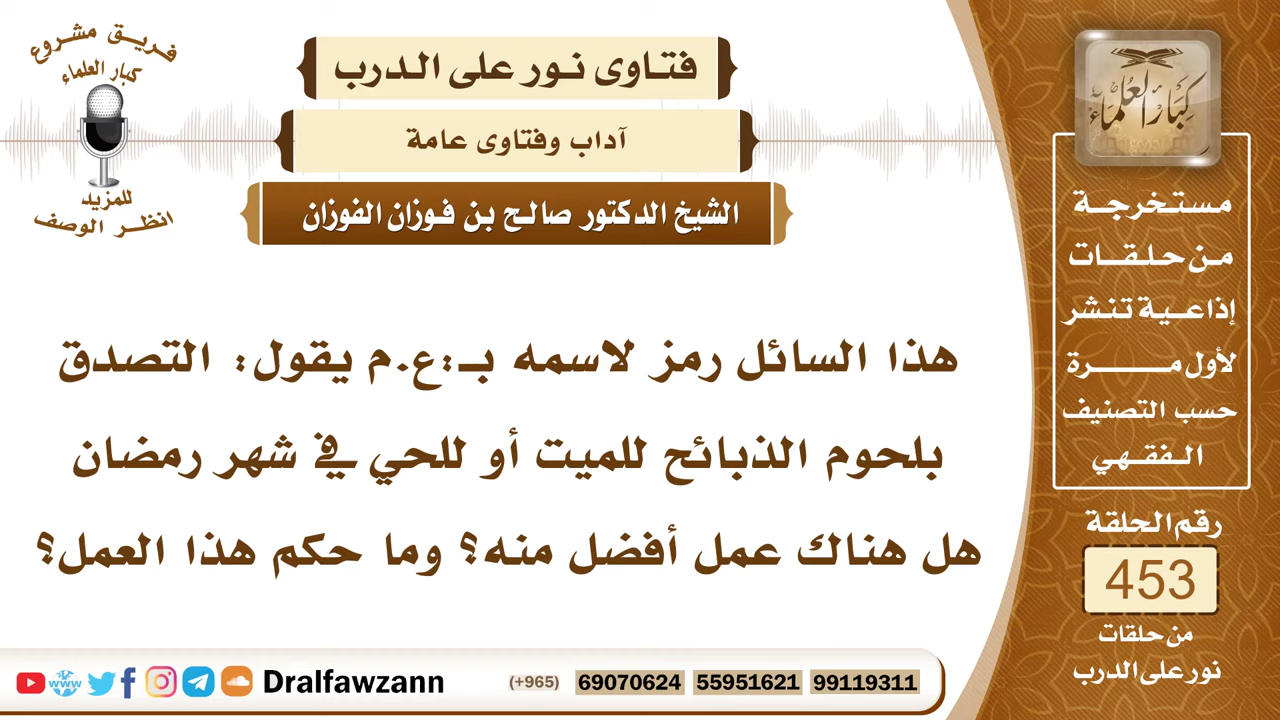 فريق مشروع
كبار العلماء
للمزيد
انظر الوصف
فتاوى نور على الدرب
آداب وفتاوى عامة
الشيخ الدكتور صالح بن فوزان الفوزان
هذا السائل رمز لاسمه بـ:ع.م يقول: التصدق
بلحوم الذبائح للميت أو للحي في شهر رمضان
هل هناك عمل أفضل منه؟ وما حكم هذا العمل؟
كبار العلماء
مستخرجة
من حلقات
إذاعية تنشر
لأول مرة
حسب التصنيف
الفقهي
رقم الحلقة
453
من حلقات
نور على الدرب
www Dralfawzann (+965) 69070624 55951621 99119311